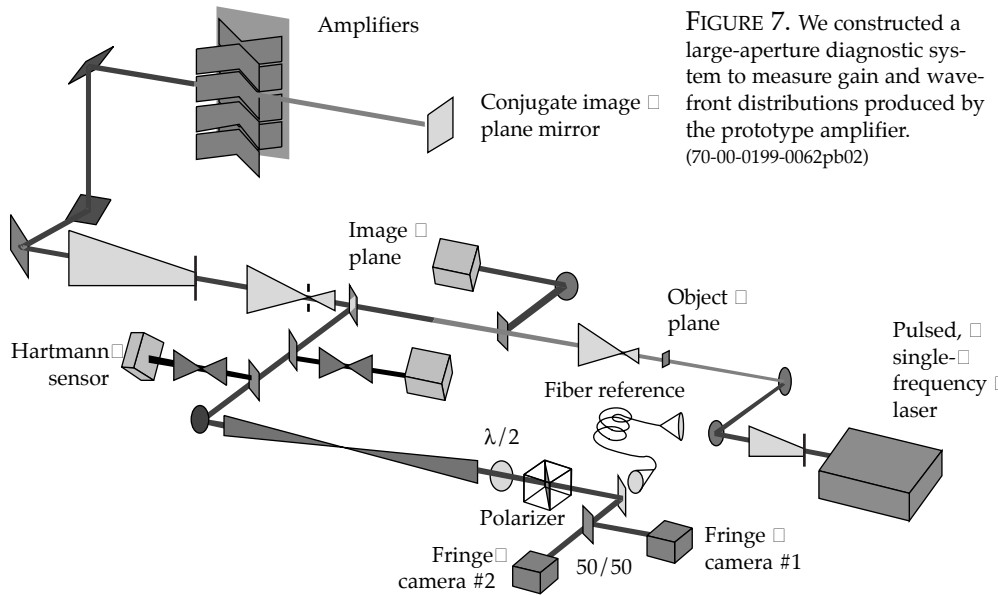 Amplifiers
FIGURE 7. We constructed a
large-aperture diagnostic sys-
tem to measure gain and wave-
front distributions produced by
the prototype amplifier.
(70-00-0199-0062pb02)
Conjugate image □
plane mirror
Image □
plane
Object □
plane
Pulsed, □
single-□
frequency □
laser
Hartmann□
sensor
Fiber reference
λ/2
Polarizer
Fringe □
camera #1
Fringe□
camera #2
50/50